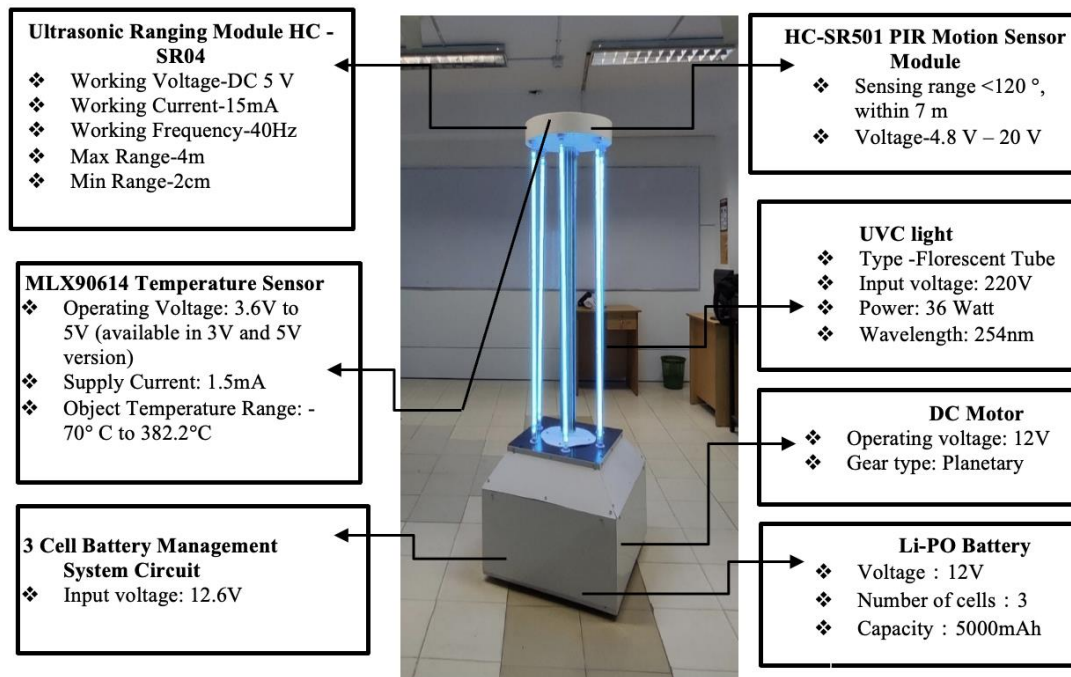 Ultrasonic Ranging Module HC -
SR04
❖ Working Voltage-DC 5 V
❖ Working Current-15mA
❖ Working Frequency-40Hz
❖ Max Range-4m
❖ Min Range-2cm
MLX90614 Temperature Sensor
❖ Operating Voltage: 3.6V to
5V (available in 3V and 5V
version)
❖ Supply Current: 1.5mA
❖ Object Temperature Range: -
70° C to 382.2°C
3 Cell Battery Management
System Circuit
❖ Input voltage: 12.6V
HC-SR501 PIR Motion Sensor
Module
❖ Sensing range <120 °,
within 7 m
❖ Voltage-4.8 V – 20 V
UVC light
❖ Type -Florescent Tube
❖ Input voltage: 220V
❖ Power: 36 Watt
❖ Wavelength: 254nm
DC Motor
❖ Operating voltage: 12V
❖ Gear type: Planetary
Li-PO Battery
❖ Voltage : 12V
❖ Number of cells : 3
❖ Capacity : 5000mAh